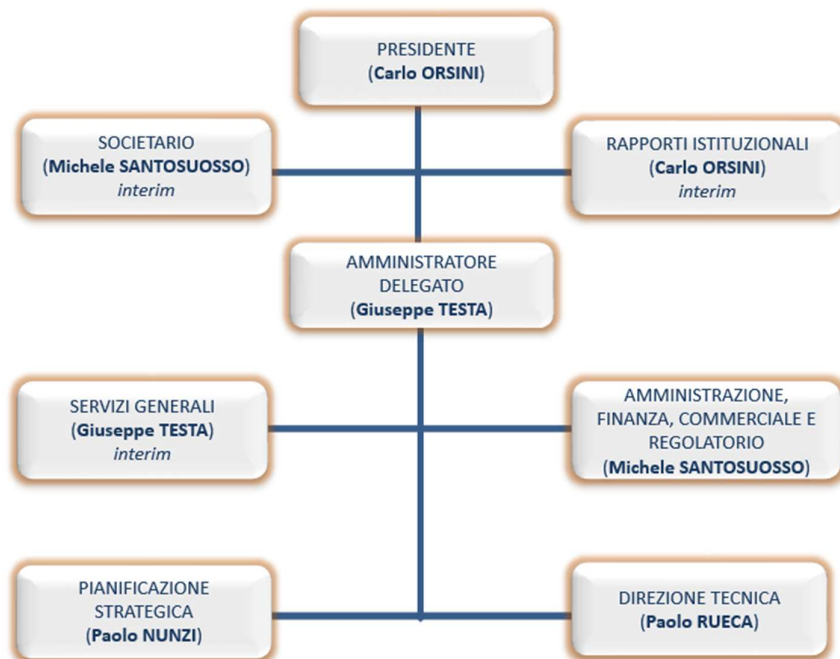 PRESIDENTE
(Carlo ORSINI)
SOCIETARIO
(Michele SANTOSUOSSO)
interim
RAPPORTI ISTITUZIONALI
(Carlo ORSINI)
interim
AMMINISTRATORE
DELEGATO
(Giuseppe TESTA)
SERVIZI GENERALI
(Giuseppe TESTA)
interim
AMMINISTRAZIONE,
FINANZA, COMMERCIALE E
REGOLATORIO
(Michele SANTOSUOSSO)
PIANIFICAZIONE
STRATEGICA
(Paolo NUNZI)
DIREZIONE TECNICA
(Paolo RUECA)